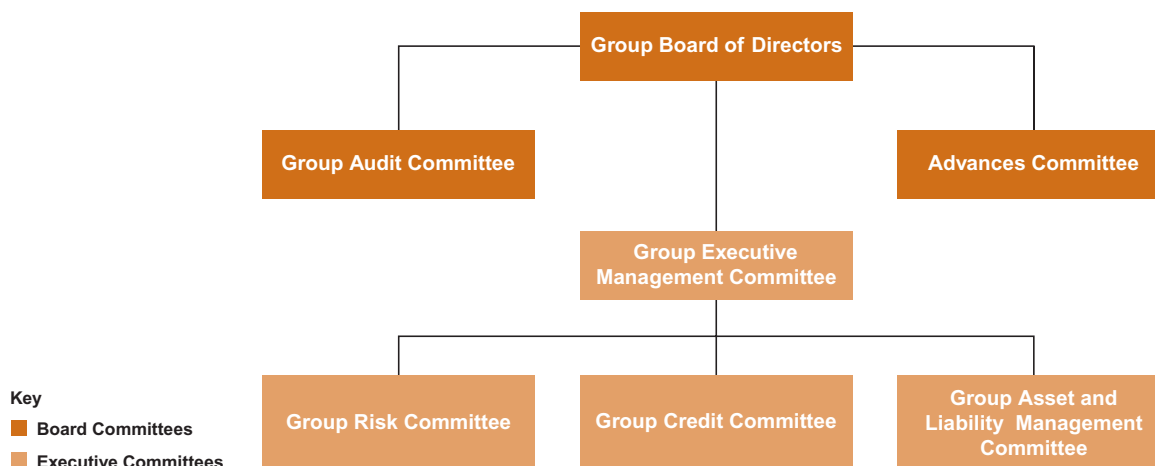 Group Board of Directors
Group Audit Committee
Advances Committee
Group Executive
Management Committee
Group Risk Committee
Group Credit Committee
Group Asset and
Liability Management
Committee
Key
Board Committees
Executive Committees